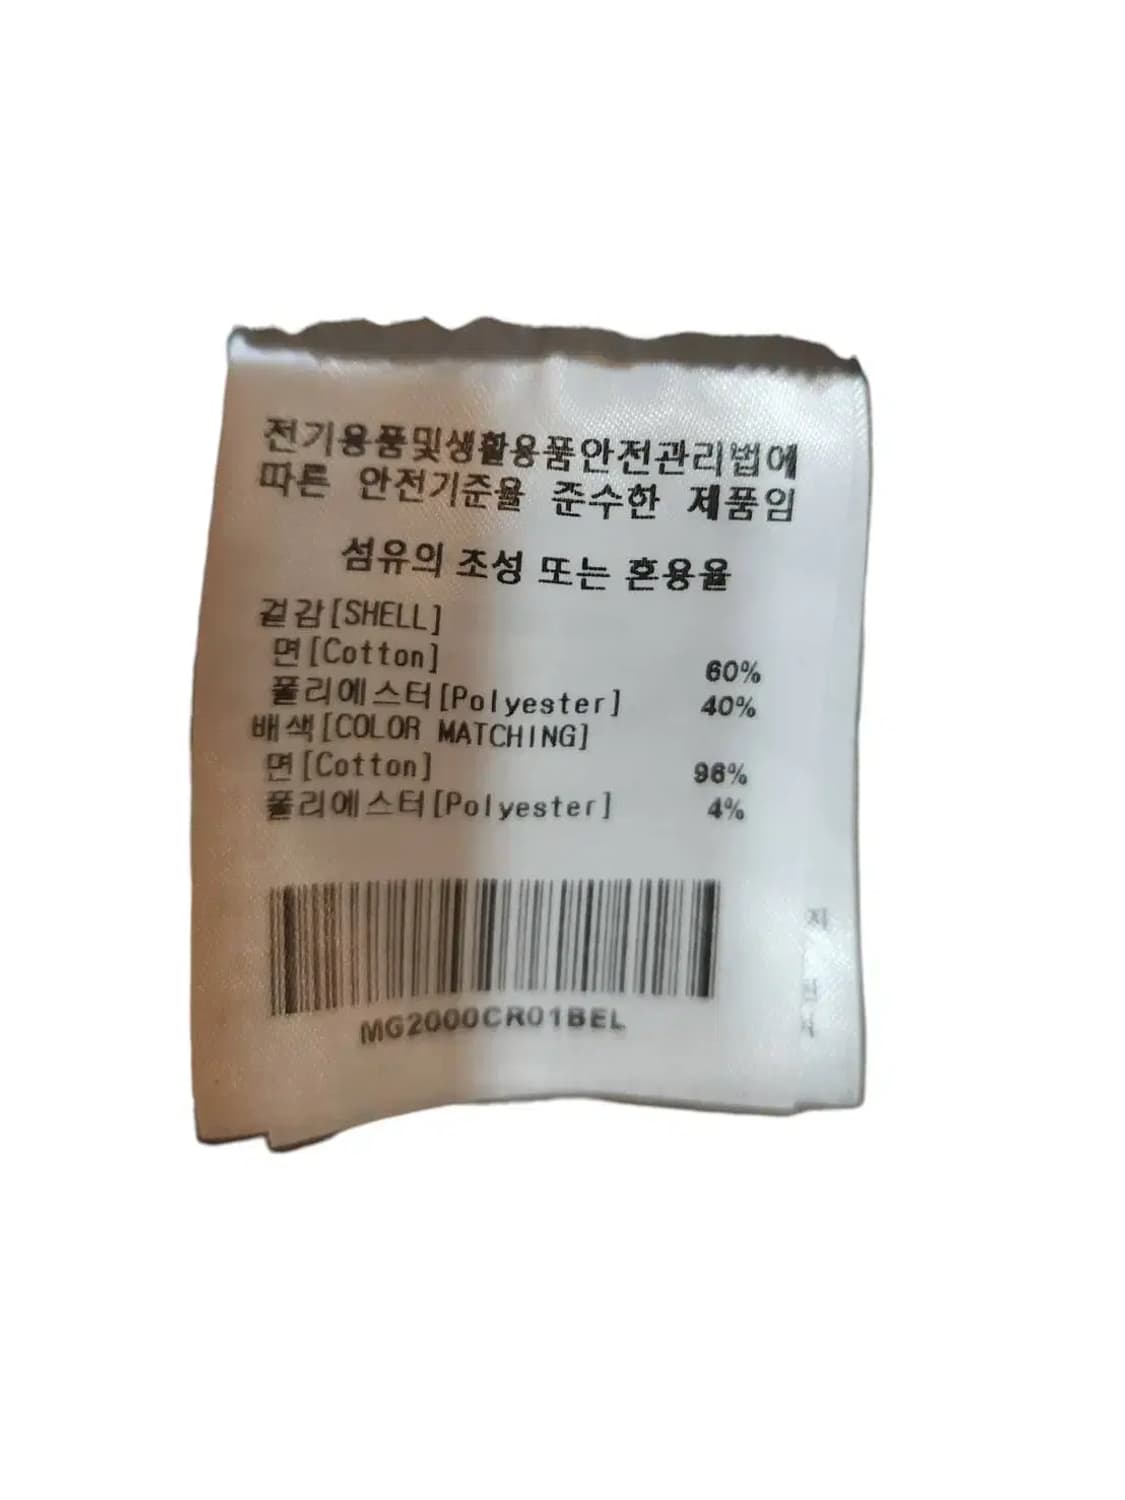 전기용품및생활용품안전관리법에
따른 안전기준을 준수한 제품임
섬유의 조성 또는 혼용율
겉감[SHELL]
면[Cotton] 60%
폴리에스터[Polyester] 40%
배색[COLOR MATCHING]
면[Cotton] 96%
폴리에스터[Polyester] 4%
MG2000CR01BEL